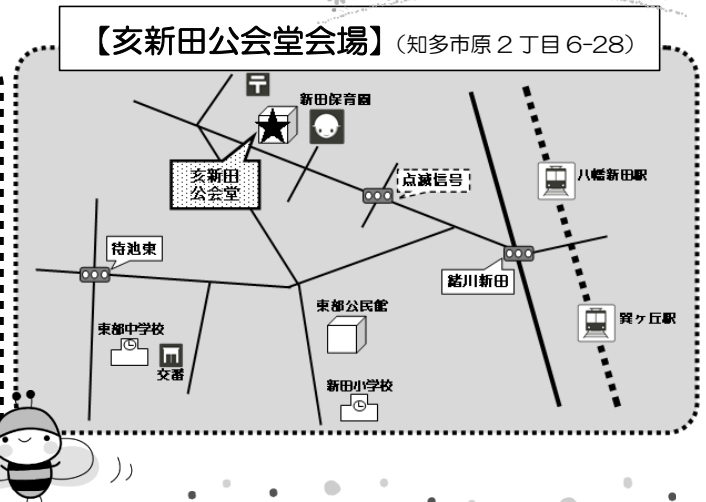 【亥新田公会堂会場】（知多市原２丁目6-28）
〒
新田保育園
亥新田
公会堂
点滅信号
八幡新田駅
待池東
緒川新田
東部公民館
巽ヶ丘駅
東部中学校
交番
新田小学校